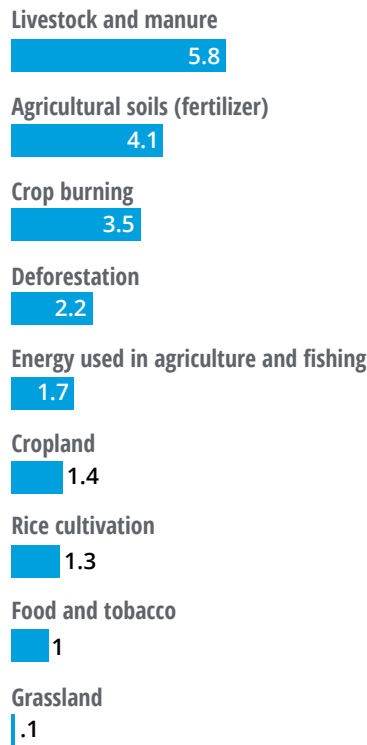 Livestock and manure
5.8
Agricultural soils (fertilizer)
4.1
Crop burning
3.5
Deforestation
2.2
Energy used in agriculture and fishing
1.7
Cropland
1.4
Rice cultivation
1.3
Food and tobacco
1
Grassland
.1